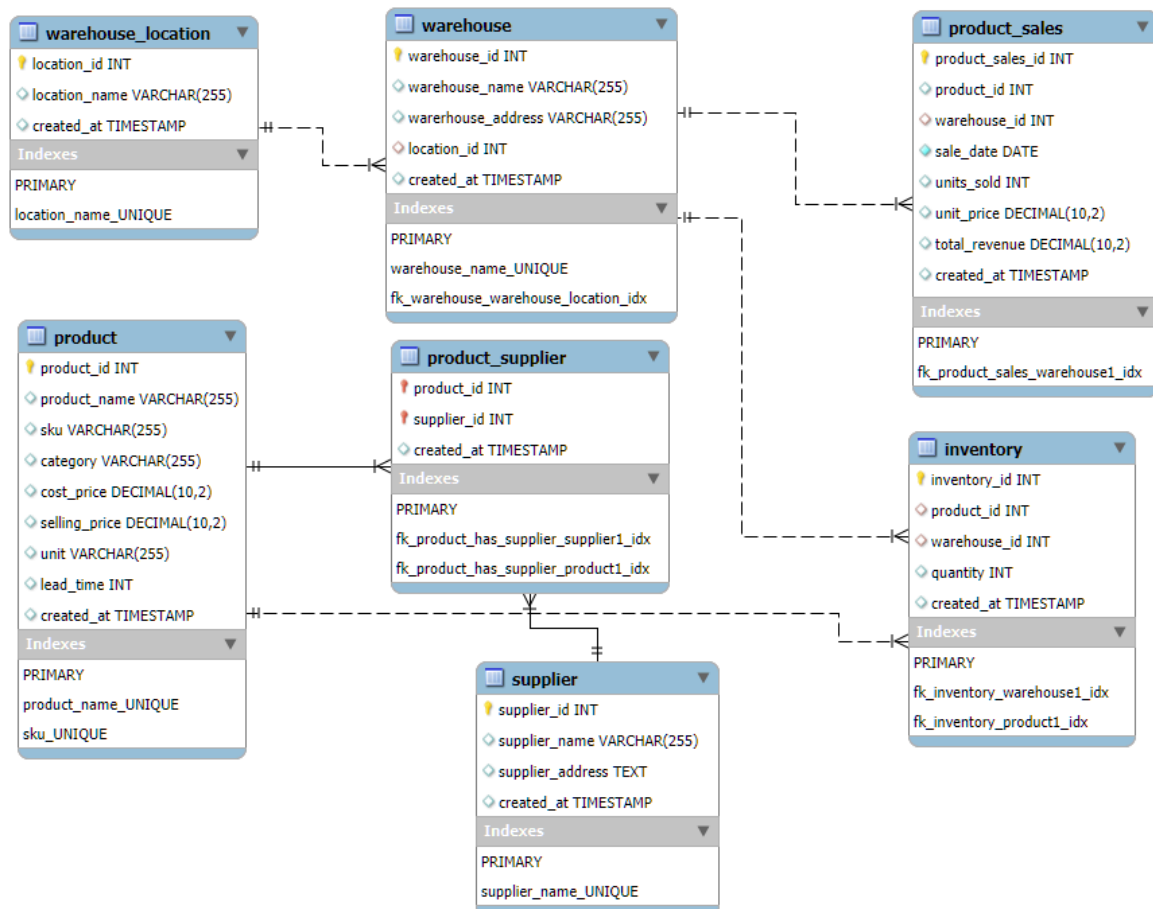 warehouse_location
location_id INT
location_name VARCHAR(255)
created_at TIMESTAMP
Indexes
PRIMARY
location_name_UNIQUE
warehouse
warehouse_id INT
warehouse_name VARCHAR(255)
warerhouse_address VARCHAR(255)
location_id INT
created_at TIMESTAMP
Indexes
PRIMARY
warehouse_name_UNIQUE
fk_warehouse_warehouse_location_idx
product_sales
product_sales_id INT
product_id INT
warehouse_id INT
sale_date DATE
units_sold INT
unit_price DECIMAL(10,2)
total_revenue DECIMAL(10,2)
created_at TIMESTAMP
Indexes
PRIMARY
fk_product_sales_warehouse1_idx
product
product_id INT
product_name VARCHAR(255)
sku VARCHAR(255)
category VARCHAR(255)
cost_price DECIMAL(10,2)
selling_price DECIMAL(10,2)
unit VARCHAR(255)
lead_time INT
created_at TIMESTAMP
Indexes
PRIMARY
product_name_UNIQUE
sku_UNIQUE
product_supplier
product_id INT
supplier_id INT
created_at TIMESTAMP
Indexes
PRIMARY
fk_product_has_supplier_supplier1_idx
fk_product_has_supplier_product1_idx
inventory
inventory_id INT
product_id INT
warehouse_id INT
quantity INT
created_at TIMESTAMP
Indexes
PRIMARY
fk_inventory_warehouse1_idx
fk_inventory_product1_idx
supplier
supplier_id INT
supplier_name VARCHAR(255)
supplier_address TEXT
created_at TIMESTAMP
Indexes
PRIMARY
supplier_name_UNIQUE